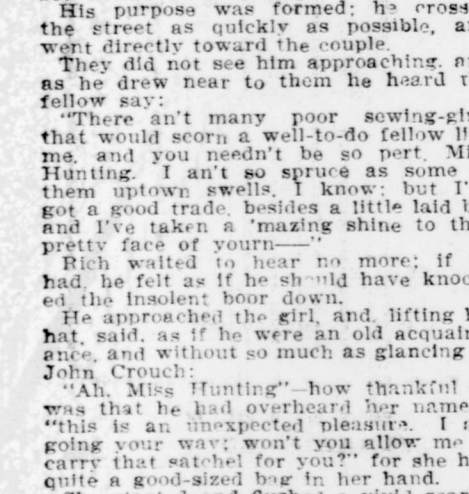 His purpose was formed; he cross
the street as quickly as possible, a
went directly toward the couple.
They did not see him approaching, a
as he drew near to them he heard t
fellow say:
"There an't many poor sewing-gir
that would scorn a well-to-do fellow li
me, and you needn't be so pert, Mi
Hunting. I an't so spruce as some
them uptown swells, I know; but I'
got a good trade, besides a little laid b
and I've taken a 'mazing shine to th
pretty face of yourn——"
Rich waited to hear no more; if
had, he felt as if he should have knoc
ed the insolent boor down.
He approached the girl, and, lifting h
hat, said, as if he were an old acquain
ance, and without so much as glancing
John Crouch:
"Ah, Miss Hunting"—how thankful
was that he had overheard her name
"this is an unexpected pleasure. I
going your way; won't you allow me
carry that satchel for you?" for she h
quite a good-sized bag in her hand.